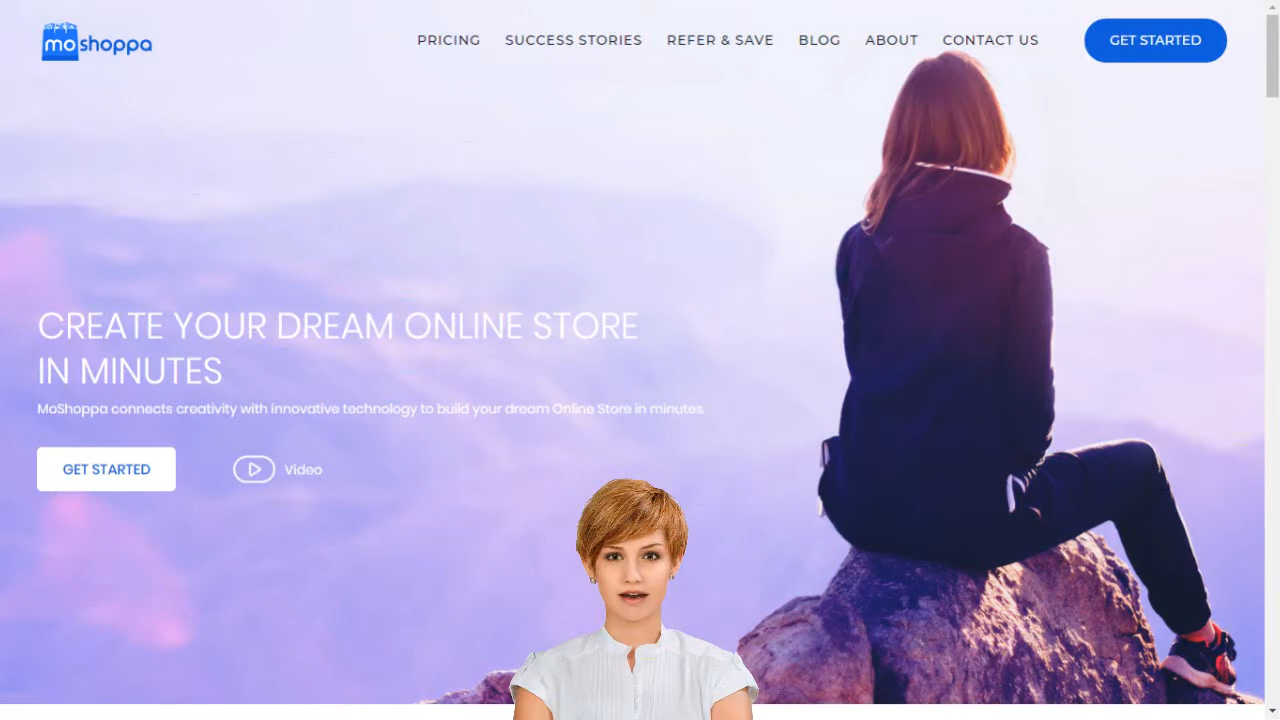 moshoppa
PRICING
SUCCESS STORIES
REFER & SAVE
BLOG
ABOUT
CONTACT US
GET STARTED
CREATE YOUR DREAM ONLINE STORE
IN MINUTES
MoShoppa connects creativity with innovative technology to build your dream Online Store in minutes.
GET STARTED
Video